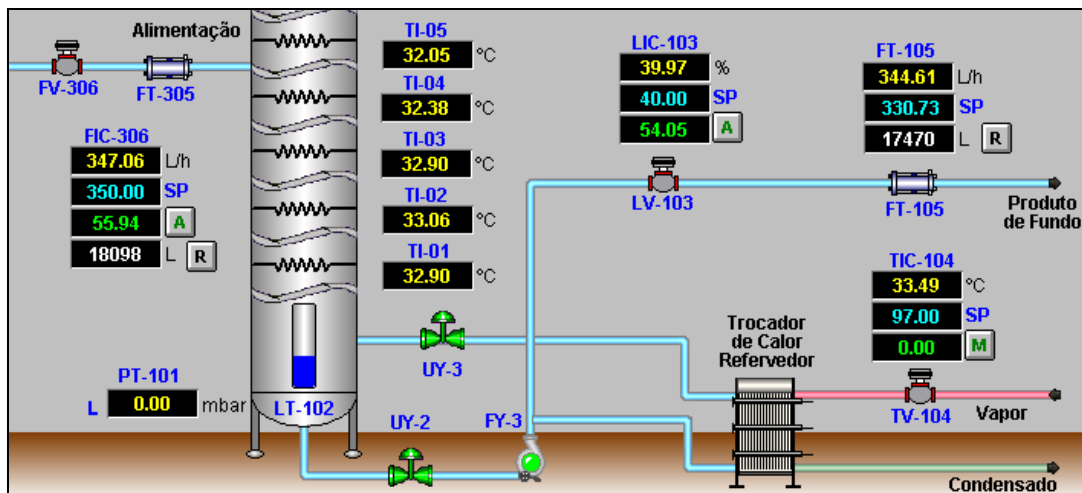 Alimentação
FV-306
FT-305
FIC-306
347.06 L/h
350.00 SP
55.94 A
18098 L R
TI-05
32.05 °C
TI-04
32.38 °C
TI-03
32.90 °C
TI-02
33.06 °C
TI-01
32.90 °C
LIC-103
39.97 %
40.00 SP
54.05 A
FT-105
344.61 L/h
330.73 SP
17470 L R
LV-103
FT-105
Produto
de Fundo
TIC-104
33.49 °C
97.00 SP
0.00 M
Trocador
de Calor
Refervedor
UY-3
PT-101
L 0.00 mbar
LT-102
UY-2
FY-3
TV-104
Vapor
Condensado